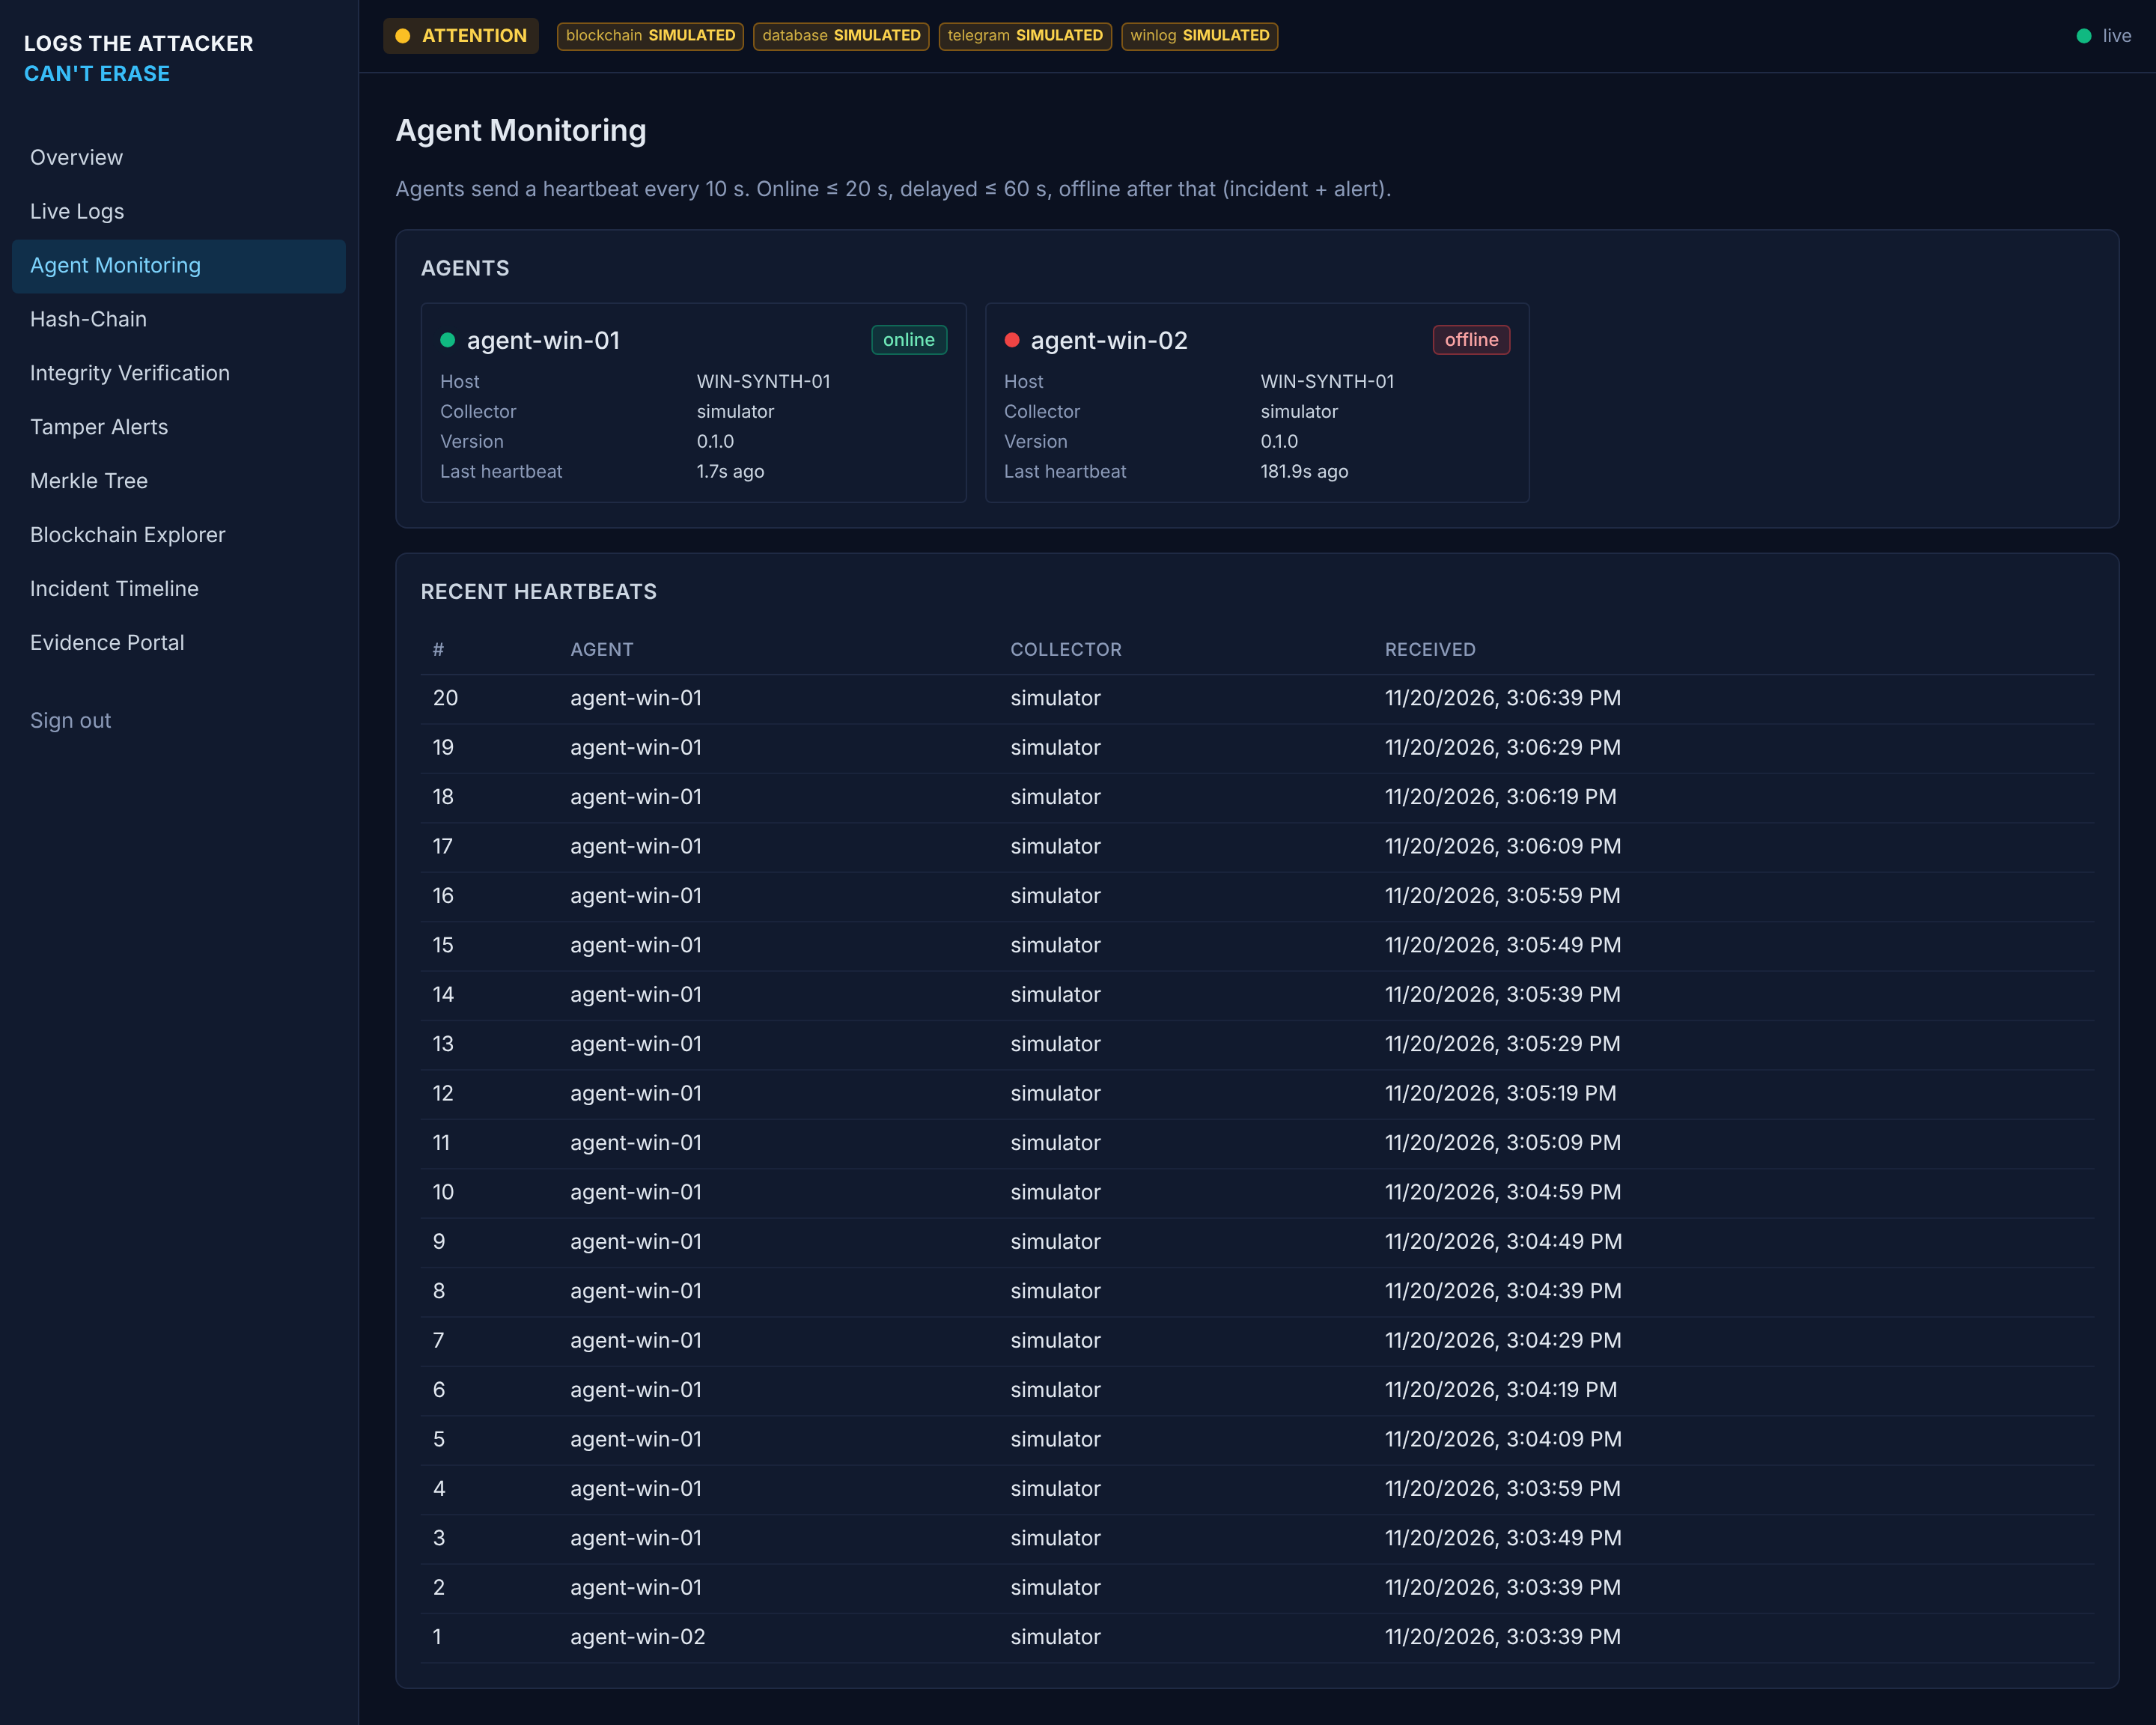 LOGS THE ATTACKER
CAN'T ERASE
Overview
Live Logs
Agent Monitoring
Hash-Chain
Integrity Verification
Tamper Alerts
Merkle Tree
Blockchain Explorer
Incident Timeline
Evidence Portal
Sign out
ATTENTION blockchain SIMULATED database SIMULATED telegram SIMULATED winlog SIMULATED live
Agent Monitoring
Agents send a heartbeat every 10 s. Online ≤ 20 s, delayed ≤ 60 s, offline after that (incident + alert).
AGENTS
agent-win-01 online
Host WIN-SYNTH-01
Collector simulator
Version 0.1.0
Last heartbeat 1.7s ago
agent-win-02 offline
Host WIN-SYNTH-01
Collector simulator
Version 0.1.0
Last heartbeat 181.9s ago
RECENT HEARTBEATS
# AGENT COLLECTOR RECEIVED
20 agent-win-01 simulator 11/20/2026, 3:06:39 PM
19 agent-win-01 simulator 11/20/2026, 3:06:29 PM
18 agent-win-01 simulator 11/20/2026, 3:06:19 PM
17 agent-win-01 simulator 11/20/2026, 3:06:09 PM
16 agent-win-01 simulator 11/20/2026, 3:05:59 PM
15 agent-win-01 simulator 11/20/2026, 3:05:49 PM
14 agent-win-01 simulator 11/20/2026, 3:05:39 PM
13 agent-win-01 simulator 11/20/2026, 3:05:29 PM
12 agent-win-01 simulator 11/20/2026, 3:05:19 PM
11 agent-win-01 simulator 11/20/2026, 3:05:09 PM
10 agent-win-01 simulator 11/20/2026, 3:04:59 PM
9 agent-win-01 simulator 11/20/2026, 3:04:49 PM
8 agent-win-01 simulator 11/20/2026, 3:04:39 PM
7 agent-win-01 simulator 11/20/2026, 3:04:29 PM
6 agent-win-01 simulator 11/20/2026, 3:04:19 PM
5 agent-win-01 simulator 11/20/2026, 3:04:09 PM
4 agent-win-01 simulator 11/20/2026, 3:03:59 PM
3 agent-win-01 simulator 11/20/2026, 3:03:49 PM
2 agent-win-01 simulator 11/20/2026, 3:03:39 PM
1 agent-win-02 simulator 11/20/2026, 3:03:39 PM